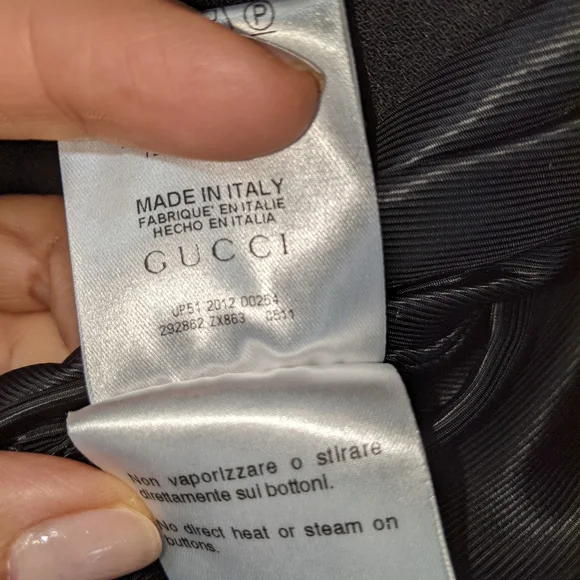 P
MADE IN ITALY
FABRIQUE' EN ITALIE
HECHO EN ITALIA
GUCCI
UP51 2012 00254
292862 ZX863 0511
Non vaporizzare o stirare
direttamente sui bottoni.
No direct heat or steam on
buttons.